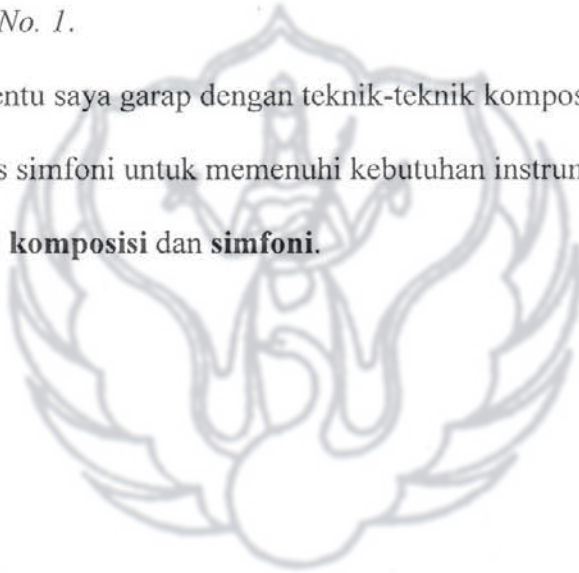 No. 1.
entu saya garap dengan teknik-teknik kompos
s simfoni untuk memenuhi kebutuhan instrum
komposisi dan simfoni.